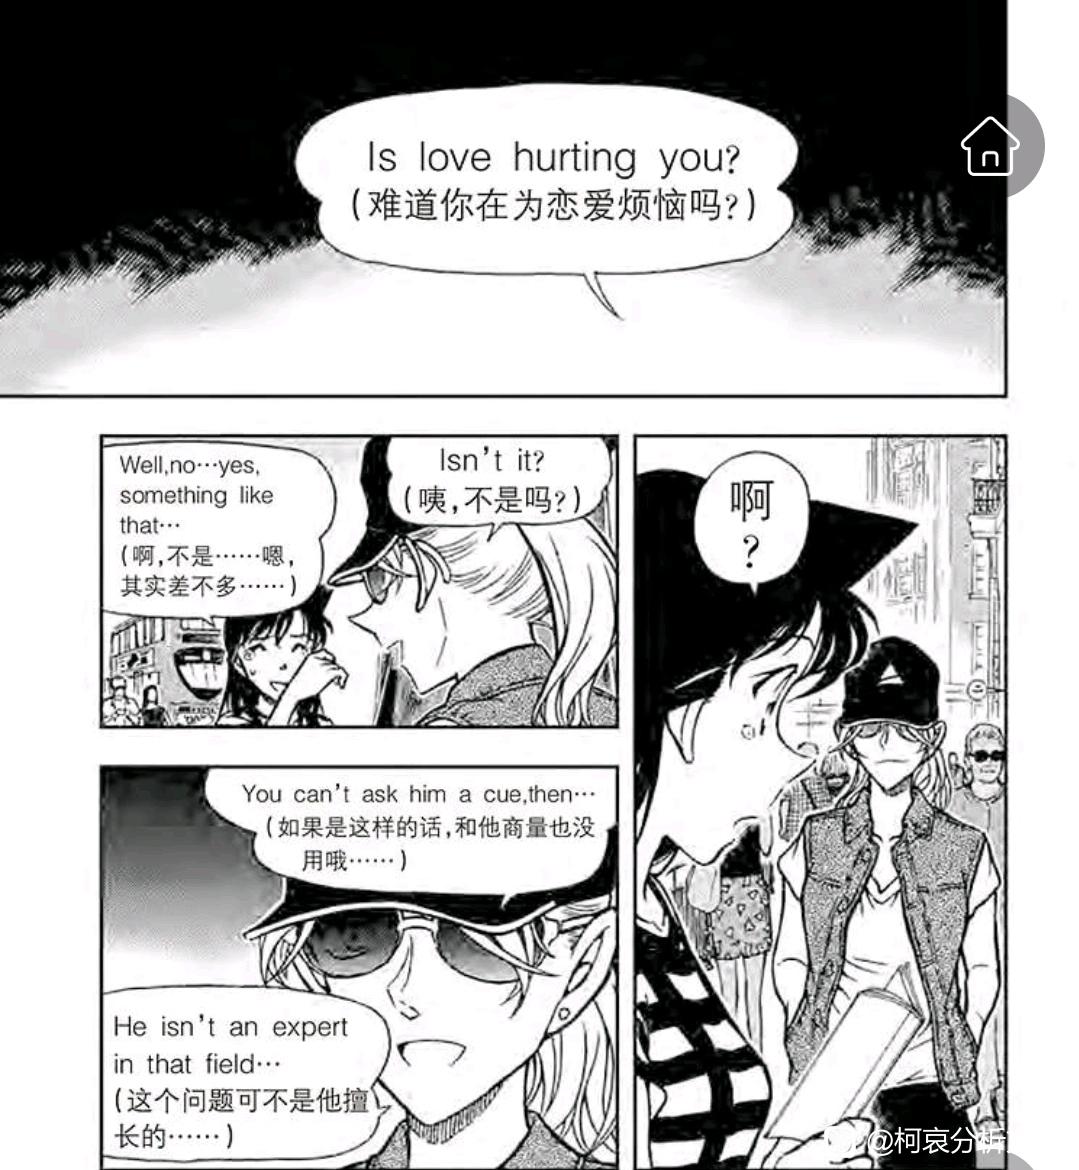 Is love hurting you?
(难道你在为恋爱烦恼吗?)
啊
?
Isn't it?
(咦,不是吗?)
Well,no…yes,
something like
that…
(啊,不是……嗯,
其实差不多……)
You can't ask him a cue,then…
(如果是这样的话,和他商量也没
用哦……)
He isn't an expert
in that field…
(这个问题可不是他擅
长的……)
@柯哀分析